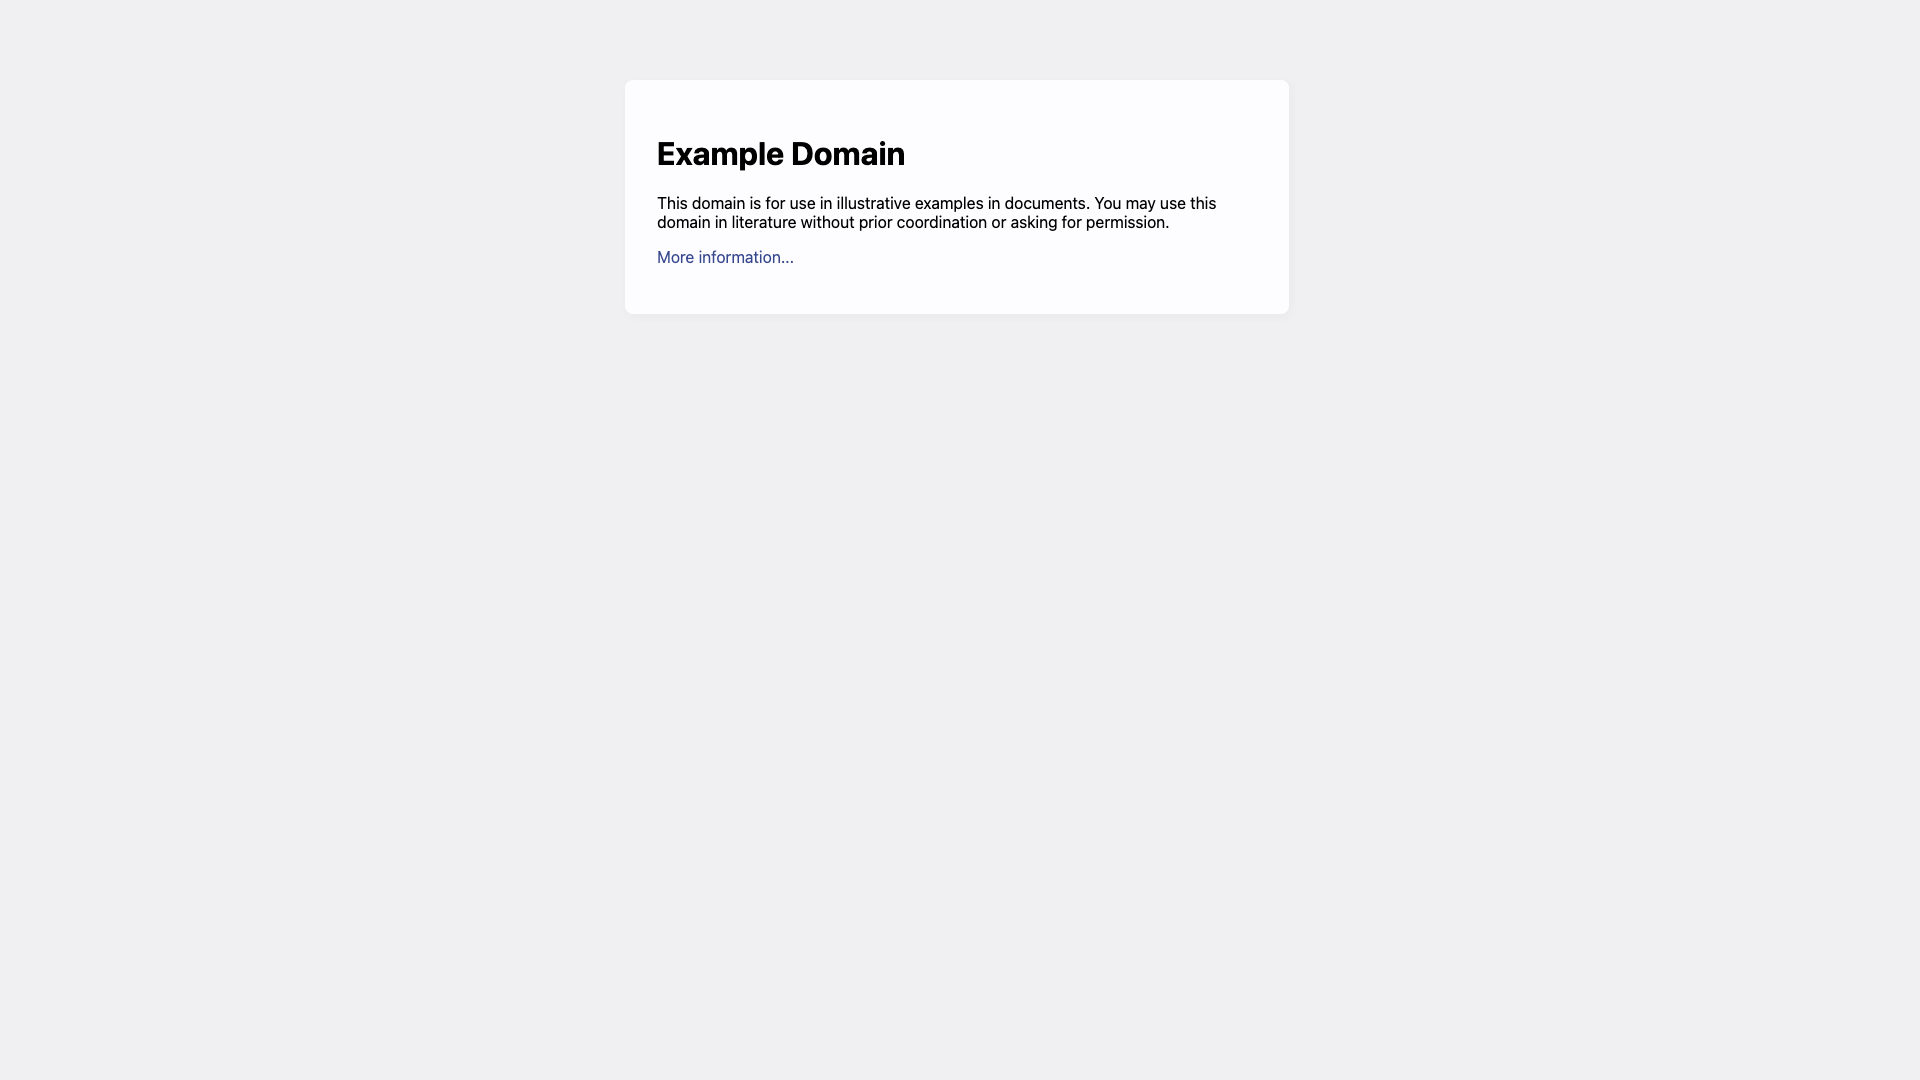 Example Domain
This domain is for use in illustrative examples in documents. You may use this
domain in literature without prior coordination or asking for permission.
More information...